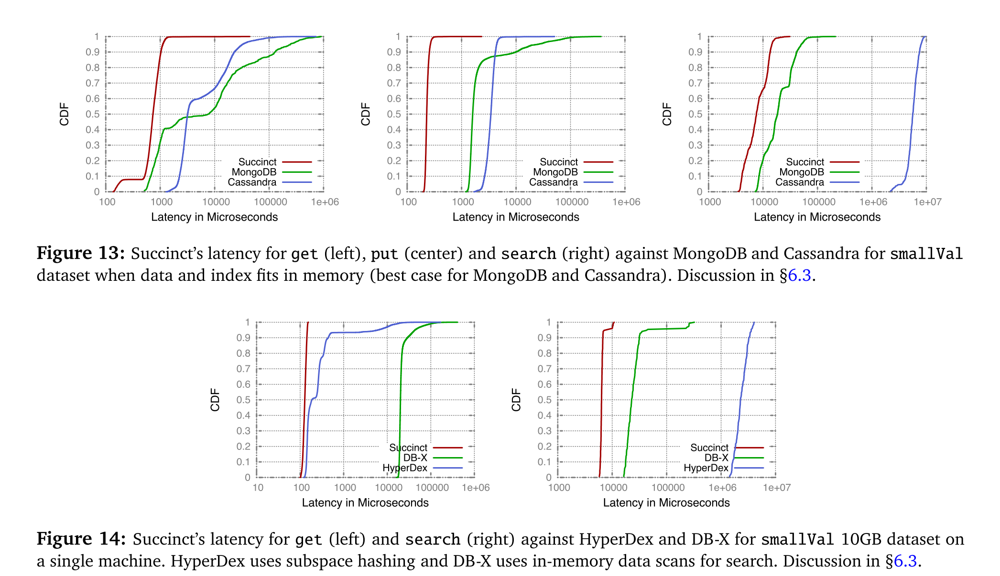 1
0.9
0.8
0.7
0.6
0.5
0.4
0.3
0.2
0.1
0
CDF
Succinct
MongoDB
Cassandra
100 1000 10000 100000 1e+06
Latency in Microseconds
1
0.9
0.8
0.7
0.6
0.5
0.4
0.3
0.2
0.1
0
CDF
Succinct
MongoDB
Cassandra
100 1000 10000 100000 1e+06
Latency in Microseconds
1
0.9
0.8
0.7
0.6
0.5
0.4
0.3
0.2
0.1
0
CDF
Succinct
MongoDB
Cassandra
1000 10000 100000 1e+06 1e+07
Latency in Microseconds
Figure 13: Succinct’s latency for get (left), put (center) and search (right) against MongoDB and Cassandra for smallVal
dataset when data and index fits in memory (best case for MongoDB and Cassandra). Discussion in §6.3.
1
0.9
0.8
0.7
0.6
0.5
0.4
0.3
0.2
0.1
0
CDF
Succinct
DB-X
HyperDex
10 100 1000 10000 100000 1e+06
Latency in Microseconds
1
0.9
0.8
0.7
0.6
0.5
0.4
0.3
0.2
0.1
0
CDF
Succinct
DB-X
HyperDex
1000 10000 100000 1e+06 1e+07
Latency in Microseconds
Figure 14: Succinct’s latency for get (left) and search (right) against HyperDex and DB-X for smallVal 10GB dataset on
a single machine. HyperDex uses subspace hashing and DB-X uses in-memory data scans for search. Discussion in §6.3.